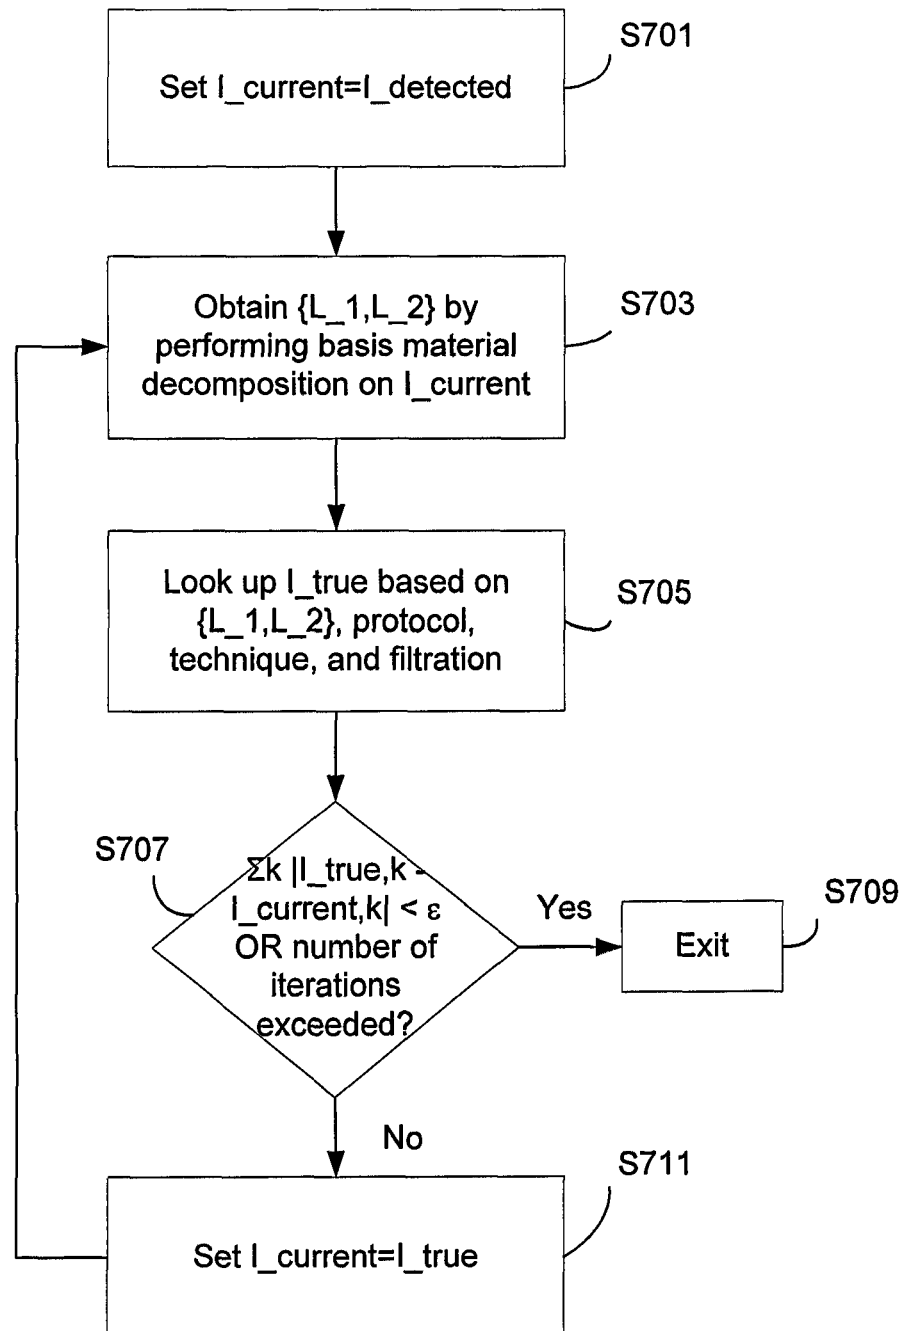 S701
Set I_current=I_detected
S703
Obtain {L_1,L_2} by
performing basis material
decomposition on I_current
S705
Look up I_true based on
{L_1,L_2}, protocol,
technique, and filtration
S707
Σk |I_true,k -
I_current,k| < ε
OR number of
iterations
exceeded?
Yes
S709
Exit
No
S711
Set I_current=I_true